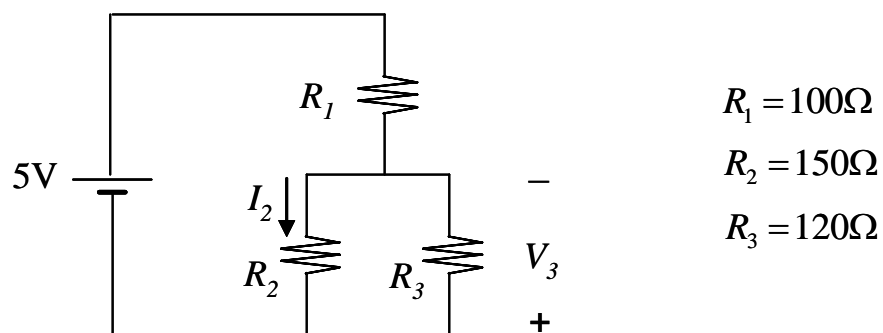 R₁
R₁ = 100Ω
5V
I₂
−
R₂ = 150Ω
R₂
R₃
V₃
R₃ = 120Ω
+